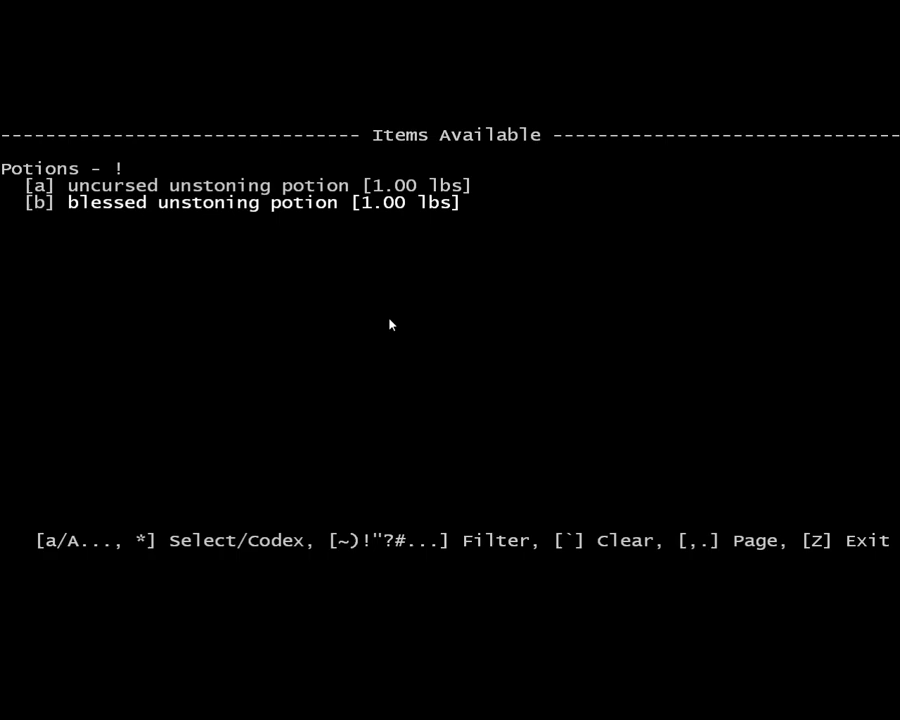 -------------------------------- Items Available -------------------------------
Potions - !
[a] uncursed unstoning potion [1.00 lbs]
[b] blessed unstoning potion [1.00 lbs]
[a/A..., *] Select/Codex, [~)!"?#...] Filter, [`] Clear, [,.] Page, [Z] Exit